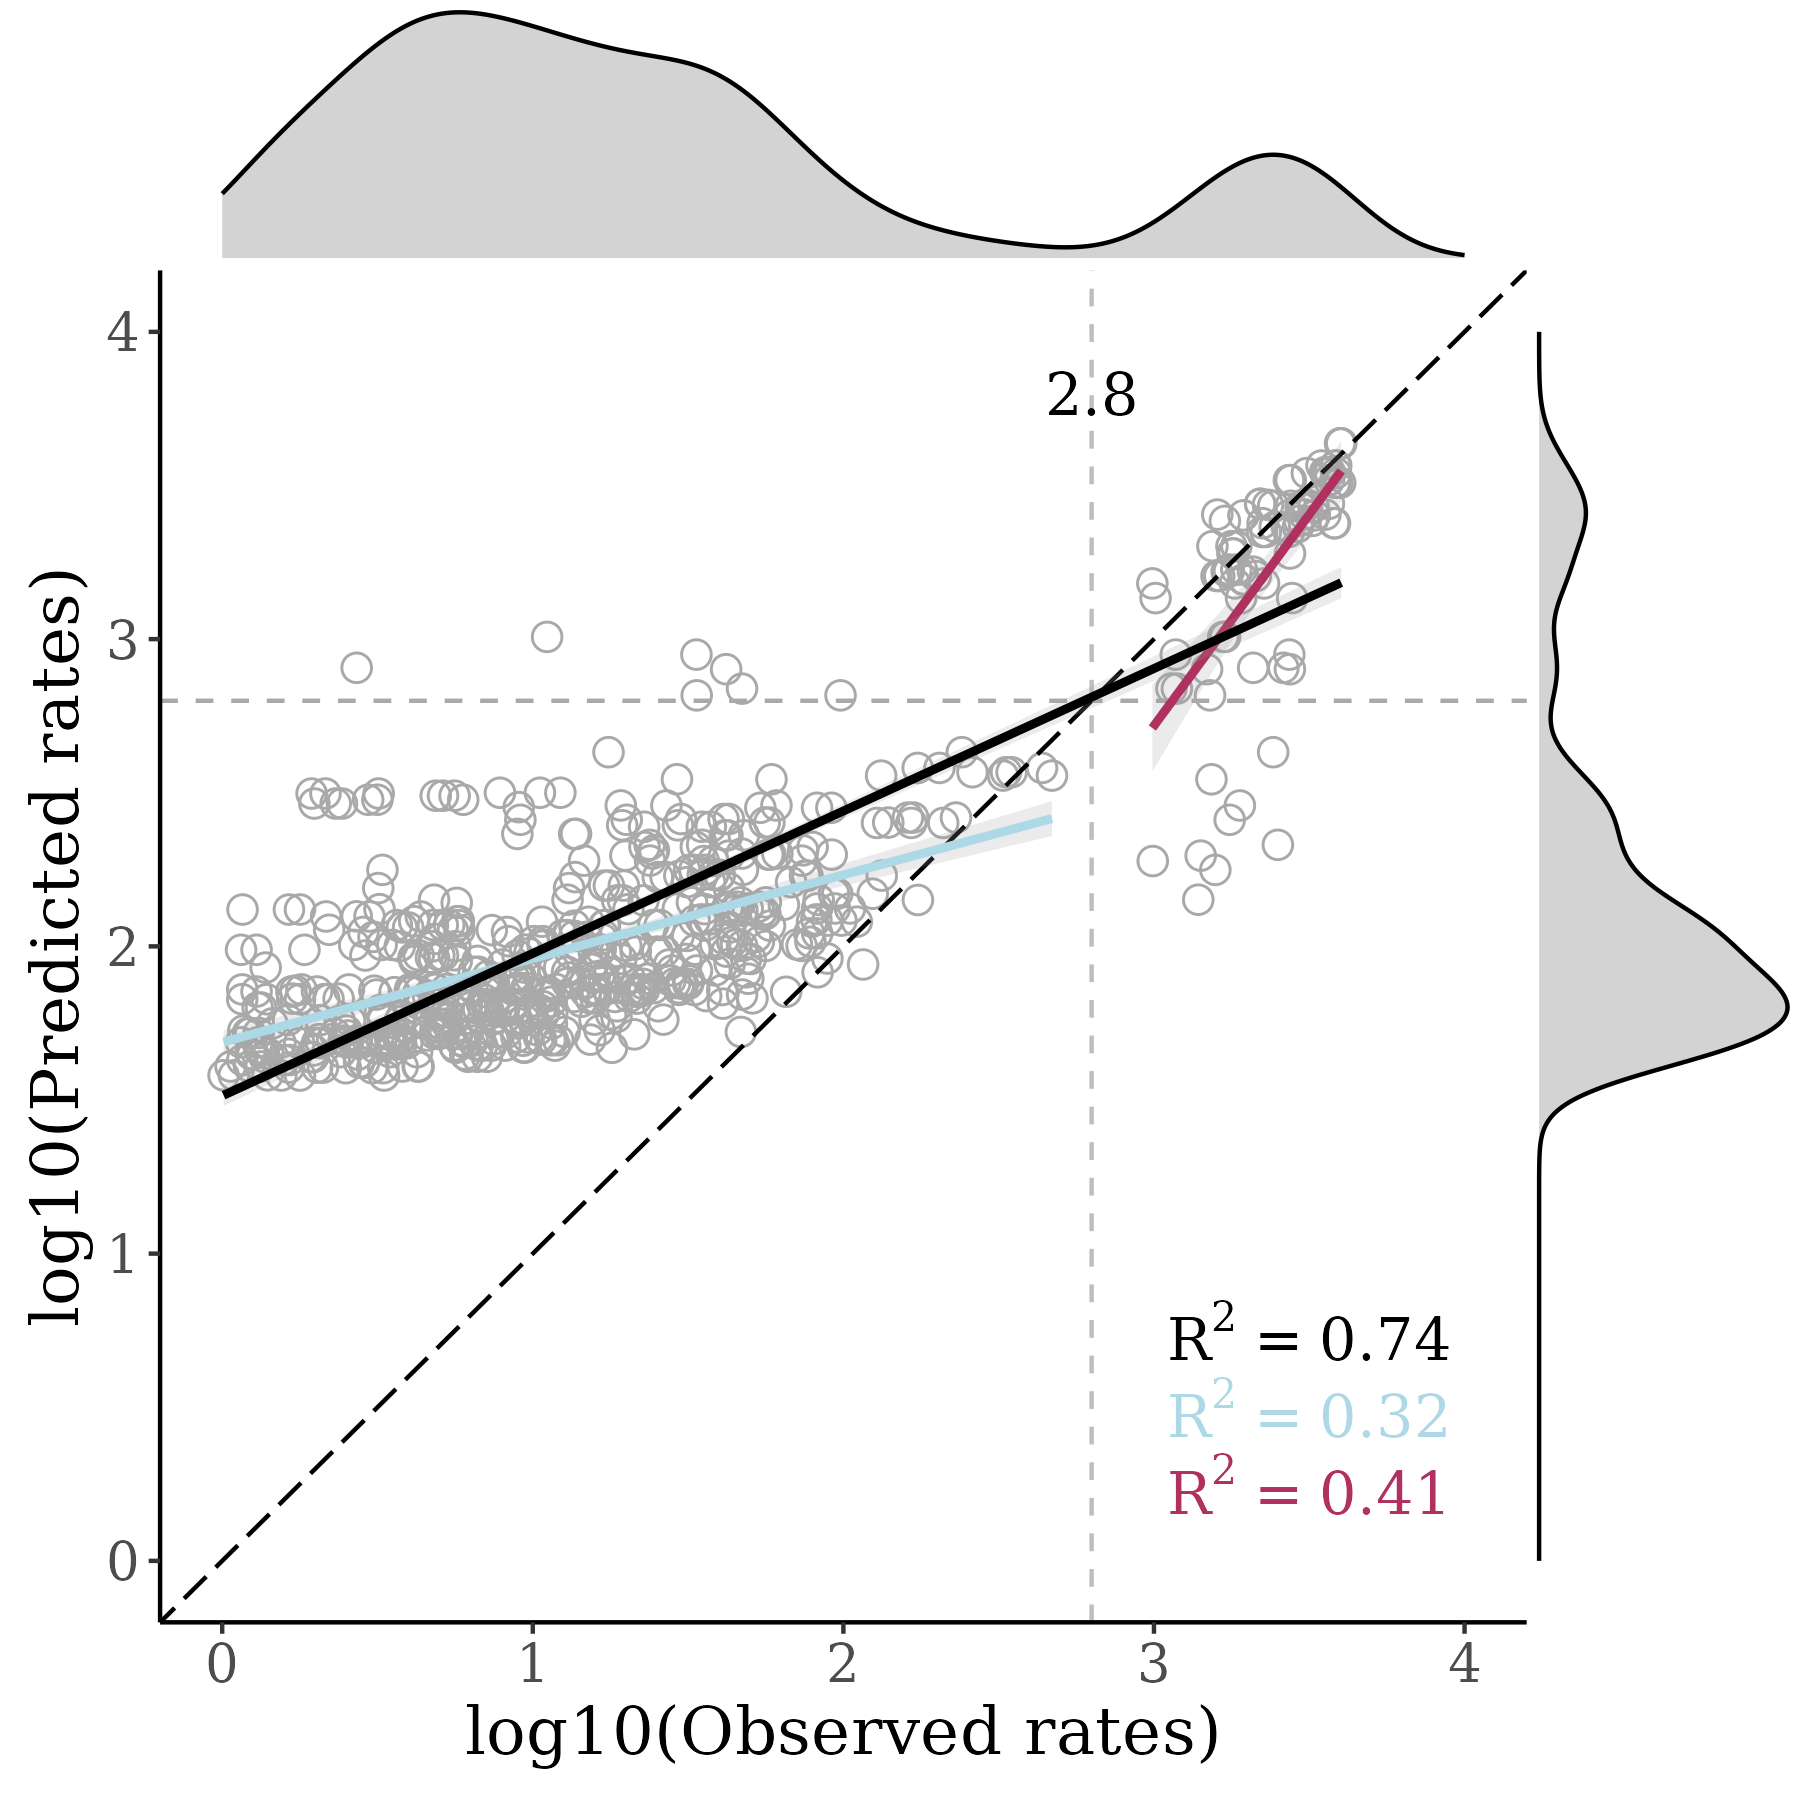 4
2.8
3
2
1
0
log10(Predicted rates)
R² = 0.74
R² = 0.32
R² = 0.41
0 1 2 3 4
log10(Observed rates)